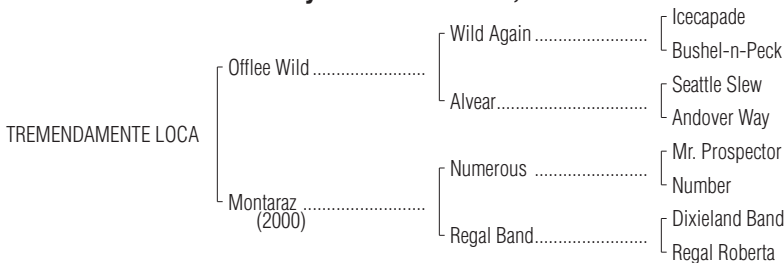 Icecapade
Wild Again
Bushel-n-Peck
Offlee Wild
Seattle Slew
Alvear
Andover Way
TREMENDAMENTE LOCA
Mr. Prospector
Numerous
Number
Montaraz
(2000)
Dixieland Band
Regal Band
Regal Roberta